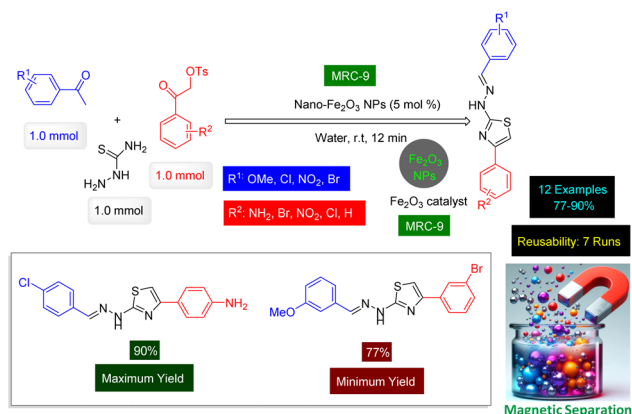 R¹
O
1.0 mmol
+
S
NH₂
H₂N-NH
1.0 mmol
OTs
O
R²
1.0 mmol
MRC-9
Nano-Fe₂O₃ NPs (5 mol %)
Water, r.t, 12 min
R¹: OMe, Cl, NO₂, Br
R²: NH₂, Br, NO₂, Cl, H
Fe₂O₃
NPs
Fe₂O₃ catalyst
MRC-9
R¹
N
HN
S
N
R²
12 Examples
77-90%
Reusability: 7 Runs
Cl
N
NH
S
N
NH₂
90%
Maximum Yield
MeO
N
NH
S
N
Br
77%
Minimum Yield
Magnetic Separation